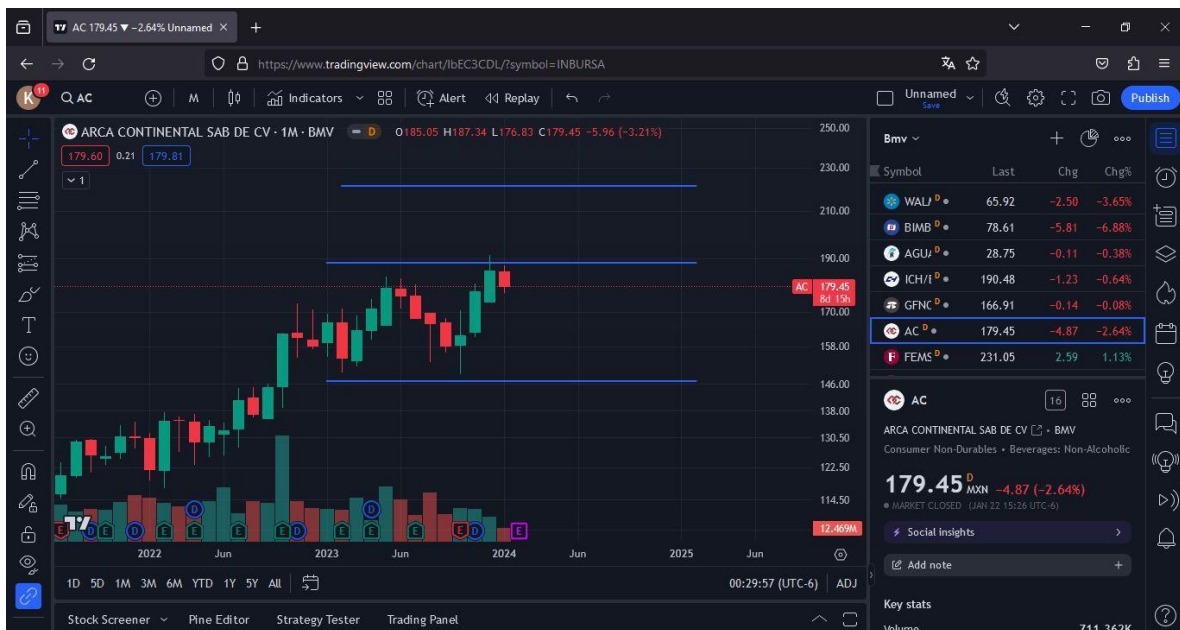 AC 179.45 ▼ −2.64% Unnamed
https://www.tradingview.com/chart/IbEC3CDL/?symbol=INBURSA
K 11 AC M Indicators Alert Replay Unnamed Save Publish
ARCA CONTINENTAL SAB DE CV · 1M · BMV D O185.05 H187.34 L176.83 C179.45 −5.96 (−3.21%)
179.60 0.21 179.81
1
250.00
230.00
210.00
190.00
AC 179.45
8d 15h
170.00
158.00
146.00
138.00
130.50
122.50
114.50
12.469M
E D E D E E E E D E E D E E D E
2022 Jun 2023 Jun 2024 Jun 2025 Jun
1D 5D 1M 3M 6M YTD 1Y 5Y All 00:29:57 (UTC-6) ADJ
Stock Screener Pine Editor Strategy Tester Trading Panel
Bmv
Symbol Last Chg Chg%
D 65.92 −2.50 −3.65%
BIMB D 78.61 −5.81 −6.88%
AGU D 28.75 −0.11 −0.38%
ICH/ D 190.48 −1.23 −0.64%
GFNC D 166.91 −0.14 −0.08%
AC D 179.45 −4.87 −2.64%
FEMS D 231.05 2.59 1.13%
AC 16
ARCA CONTINENTAL SAB DE CV · BMV
Consumer Non-Durables • Beverages: Non-Alcoholic
179.45 D MXN −4.87 (−2.64%)
MARKET CLOSED (JAN 22 15:26 UTC-6)
Social insights
Add note
Key stats
Volume 711.362K